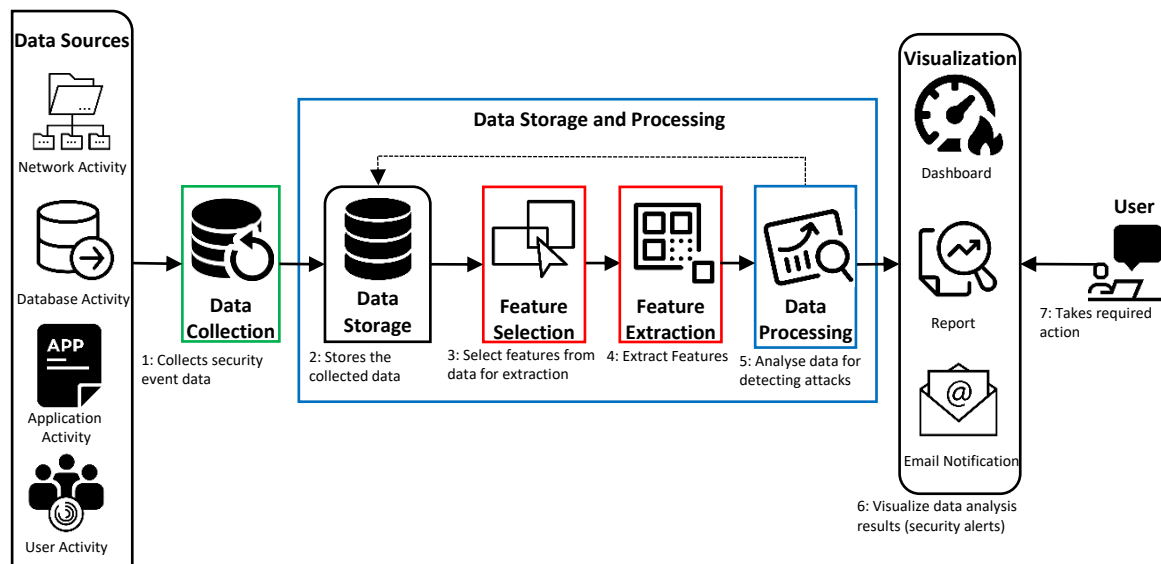 Data Sources
Network Activity
Database Activity
APP
Application
Activity
User Activity
Data
Collection
1: Collects security
event data
Data Storage and Processing
Data
Storage
2: Stores the
collected data
Feature
Selection
3: Select features from
data for extraction
Feature
Extraction
4: Extract Features
Data
Processing
5: Analyse data for
detecting attacks
Visualization
Dashboard
Report
@
Email Notification
6: Visualize data analysis
results (security alerts)
User
7: Takes required
action